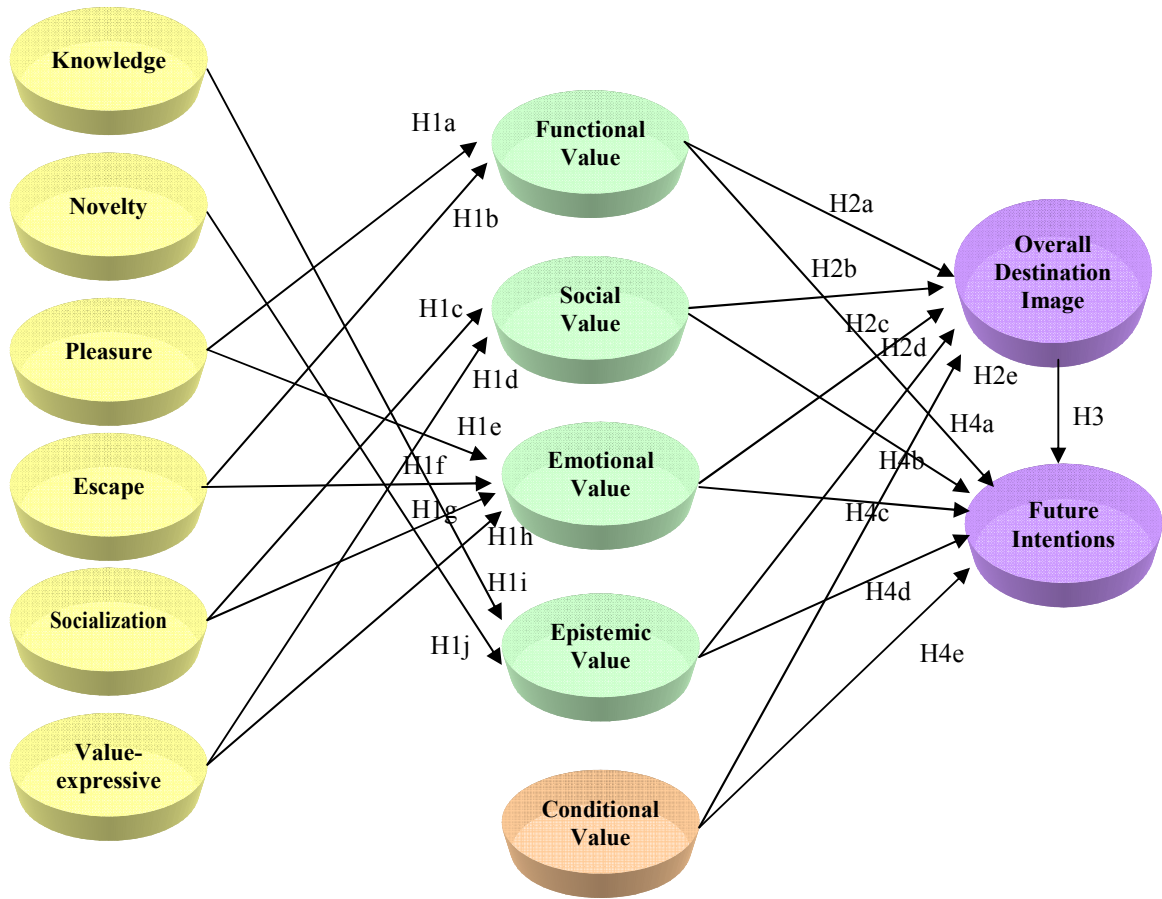 Knowledge
Novelty
Pleasure
Escape
Socialization
Value-
expressive
H1a
H1b
H1c
H1d
H1e
H1f
H1g
H1h
H1i
H1j
Functional
Value
Social
Value
Emotional
Value
Epistemic
Value
Conditional
Value
H2a
H2b
H2c
H2d
H2e
H4a
H4b
H4c
H4d
H4e
Overall
Destination
Image
H3
Future
Intentions